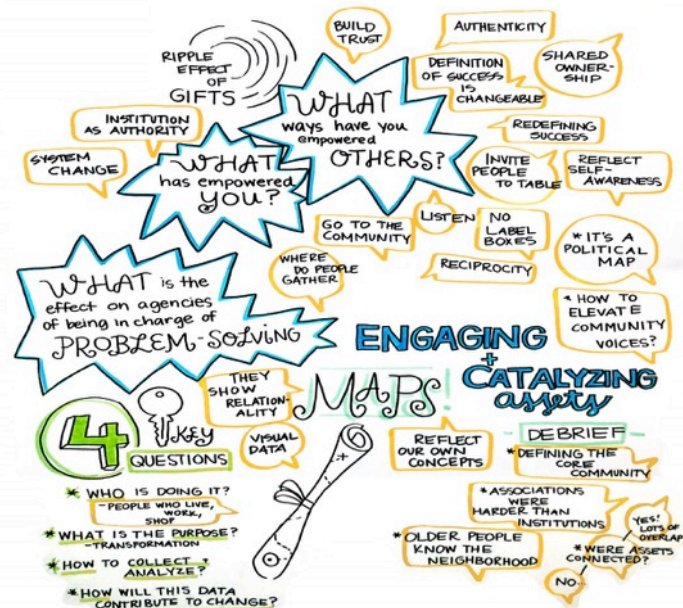 RIPPLE
EFFECT
OF
GIFTS
BUILD
TRUST
AUTHENTICITY
DEFINITION
OF SUCCESS
IS
CHANGEABLE
SHARED
OWNER-
SHIP
INSTITUTION
AS AUTHORITY
SYSTEM
CHANGE
WHAT
has empowered
YOU?
WHAT
ways have you
empowered
OTHERS?
REDEFINING
SUCCESS
INVITE
PEOPLE
TO TABLE
REFLECT
SELF-
AWARENESS
GO TO THE
COMMUNITY
LISTEN
NO
LABEL
BOXES
* IT'S A
POLITICAL
MAP
WHERE
DO PEOPLE
GATHER
RECIPROCITY
* HOW TO
ELEVATE
COMMUNITY
VOICES?
WHAT is the
effect on agencies
of being in charge of
PROBLEM-SOLVING
ENGAGING
+
CATALYZING
assets
THEY
SHOW
RELATION-
ALITY
MAPS!
VISUAL
DATA
REFLECT
OUR OWN
CONCEPTS
4 KEY
QUESTIONS
* WHO IS DOING IT?
- PEOPLE WHO LIVE,
WORK,
SHOP
* WHAT IS THE PURPOSE?
- TRANSFORMATION
* HOW TO COLLECT +
ANALYZE?
* HOW WILL THIS DATA
CONTRIBUTE TO CHANGE?
- DEBRIEF -
* DEFINING THE
CORE
COMMUNITY
* ASSOCIATIONS
WERE
HARDER THAN
INSTITUTIONS
* OLDER PEOPLE
KNOW THE
NEIGHBORHOOD
YES!
LOTS OF
OVERLAP
* WERE ASSETS
CONNECTED?
NO